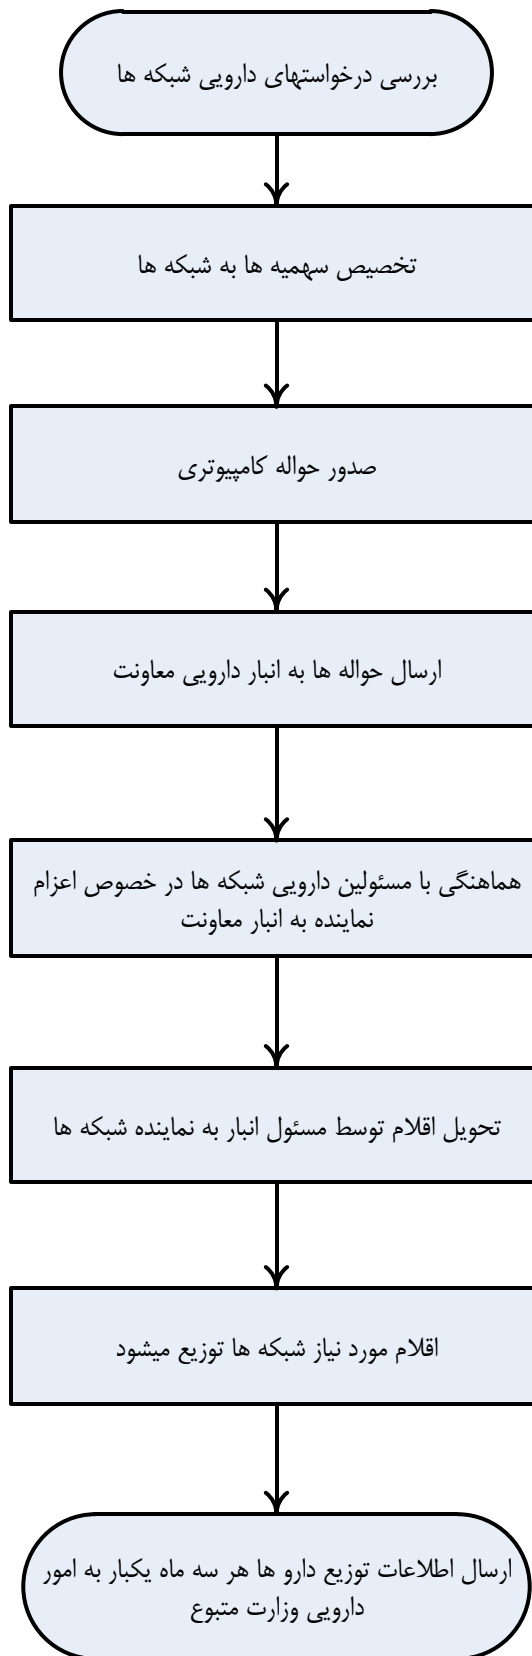 بررسی درخواستهای دارویی شبکه ها
تخصیص سهمیه ها به شبکه ها
صدور حواله کامپیوتری
ارسال حواله ها به انبار دارویی معاونت
هماهنگی با مسئولین دارویی شبکه ها در خصوص اعزام
نماینده به انبار معاونت
تحویل اقلام توسط مسئول انبار به نماینده شبکه ها
اقلام مورد نیاز شبکه ها توزیع میشود
ارسال اطلاعات توزیع دارو ها هر سه ماه یکبار به امور
دارویی وزارت متبوع